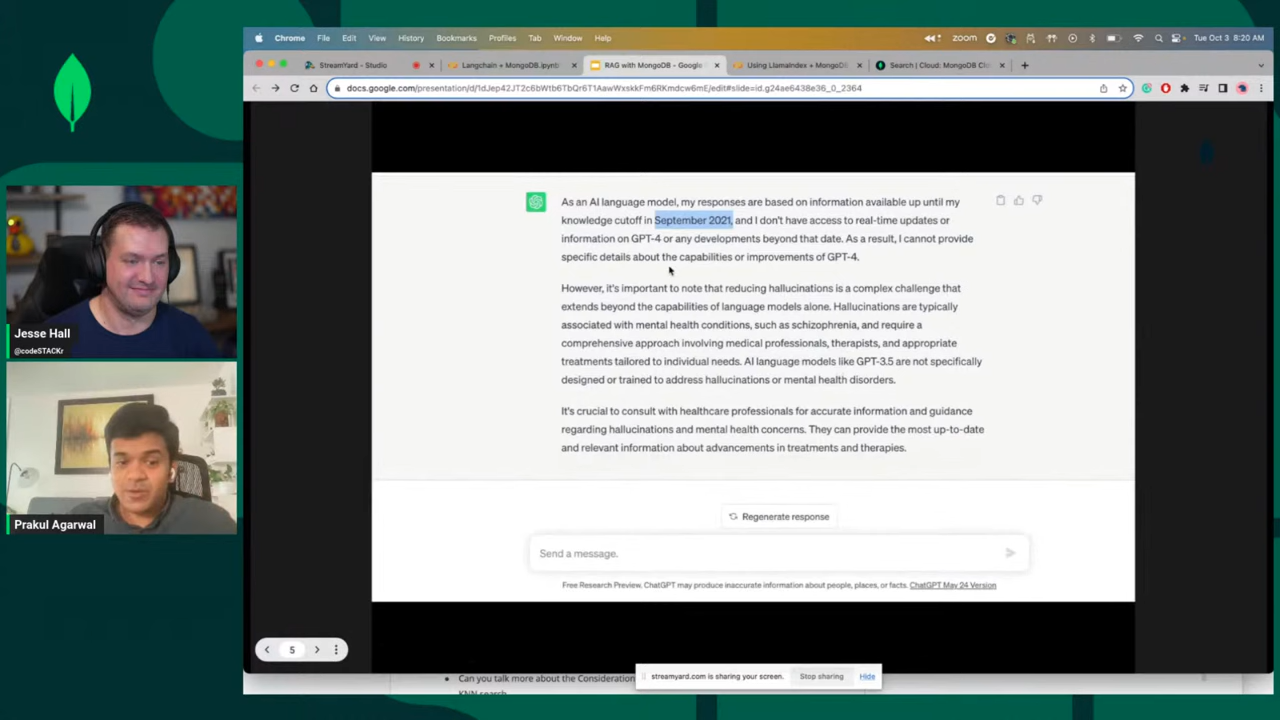 Chrome File Edit View History Bookmarks Profiles Tab Window Help
zoom
Tue Oct 3 8:20 AM
StreamYard - Studio
Langchain + MongoDB.ipynb
RAG with MongoDB - Google
Using LlamaIndex + MongoDB
Search | Cloud: MongoDB Clo
docs.google.com/presentation/d/1dJep42JT2c6bWtb6TbQr6T1AawWxskkFm6RKmdcw6mE/edit#slide=id.g24ae6438e36_0_2364
As an AI language model, my responses are based on information available up until my
knowledge cutoff in September 2021, and I don't have access to real-time updates or
information on GPT-4 or any developments beyond that date. As a result, I cannot provide
specific details about the capabilities or improvements of GPT-4.
However, it's important to note that reducing hallucinations is a complex challenge that
extends beyond the capabilities of language models alone. Hallucinations are typically
associated with mental health conditions, such as schizophrenia, and require a
comprehensive approach involving medical professionals, therapists, and appropriate
treatments tailored to individual needs. AI language models like GPT-3.5 are not specifically
designed or trained to address hallucinations or mental health disorders.
It's crucial to consult with healthcare professionals for accurate information and guidance
regarding hallucinations and mental health concerns. They can provide the most up-to-date
and relevant information about advancements in treatments and therapies.
Regenerate response
Send a message.
Free Research Preview. ChatGPT may produce inaccurate information about people, places, or facts. ChatGPT May 24 Version
Jesse Hall
@codeSTACKr
Prakul Agarwal
5
streamyard.com is sharing your screen.
Stop sharing
Hide
Can you talk more about the Consideration
KNN search